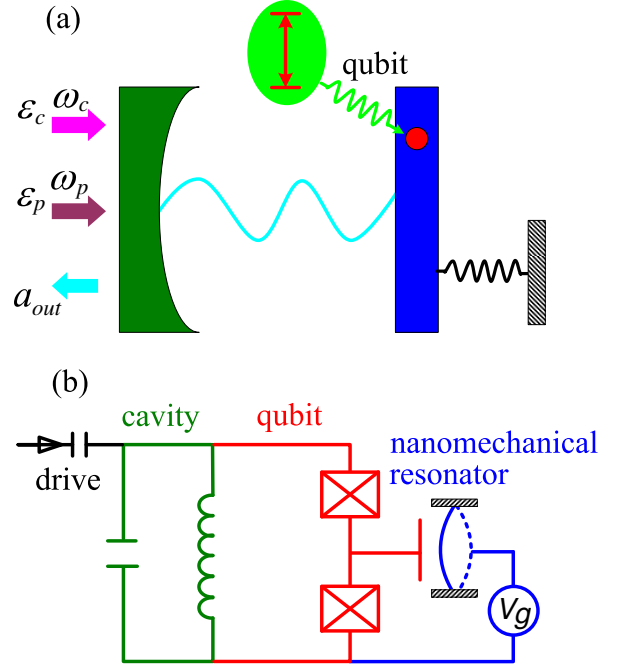 (a)
qubit
ε_c ω_c
ε_p ω_p
a_out
(b)
cavity qubit
nanomechanical
resonator
drive
V_g